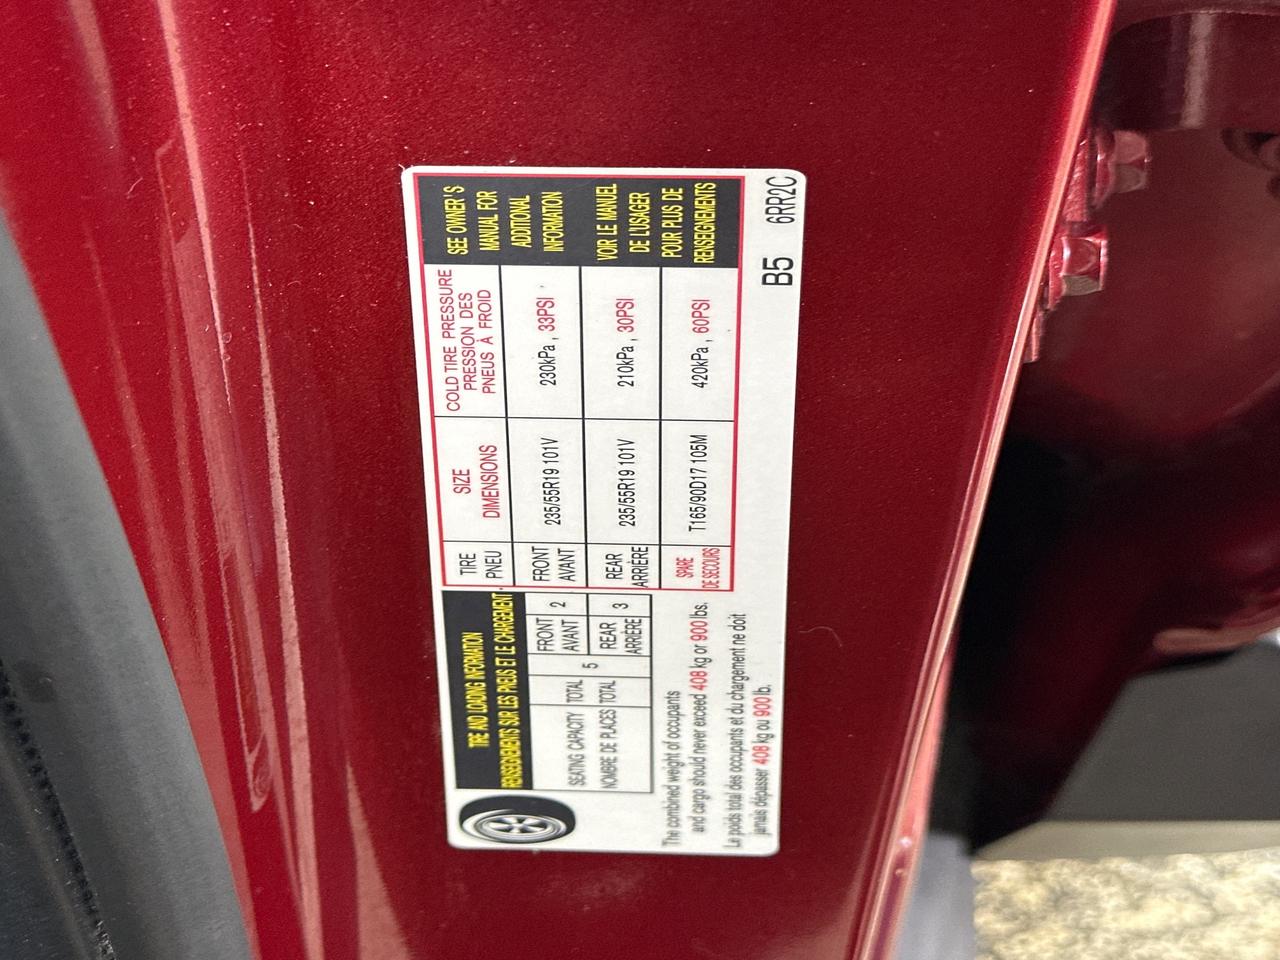 TIRE AND LOADING INFORMATION
RENSEIGNEMENTS SUR LES PNEUS ET LE CHARGEMENT
SEATING CAPACITY
NOMBRE DE PLACES
TOTAL
TOTAL
5
FRONT
AVANT
2
REAR
ARRIÈRE
3
The combined weight of occupants
and cargo should never exceed 408 kg or 900 lbs.
Le poids total des occupants et du chargement ne doit
jamais dépasser 408 kg ou 900 lb.
TIRE
PNEU
SIZE
DIMENSIONS
COLD TIRE PRESSURE
PRESSION DES
PNEUS À FROID
FRONT
AVANT
235/55R19 101V
230kPa , 33PSI
REAR
ARRIÈRE
235/55R19 101V
210kPa , 30PSI
SPARE
DE SECOURS
T165/90D17 105M
420kPa , 60PSI
SEE OWNER'S
MANUAL FOR
ADDITIONAL
INFORMATION
VOIR LE MANUEL
DE L'USAGER
POUR PLUS DE
RENSEIGNEMENTS
B5 6RR2C